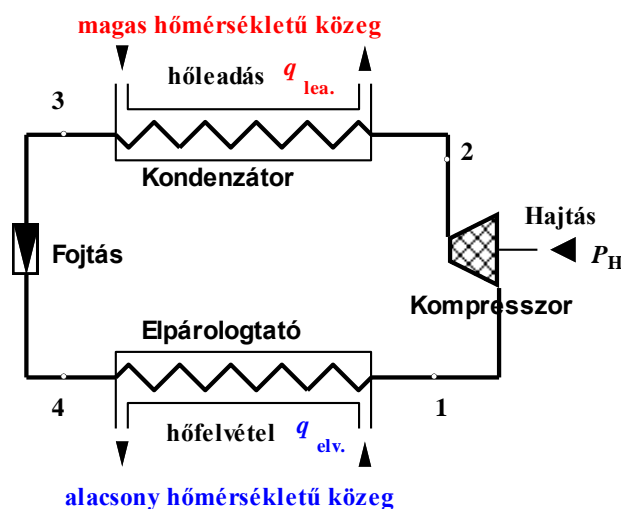 magas hőmérsékletű közeg
hőleadás q lea.
3
2
Kondenzátor
Hajtás
Fojtás
P H
Kompresszor
Elpárologtató
4
1
hőfelvétel q elv.
alacsony hőmérsékletű közeg